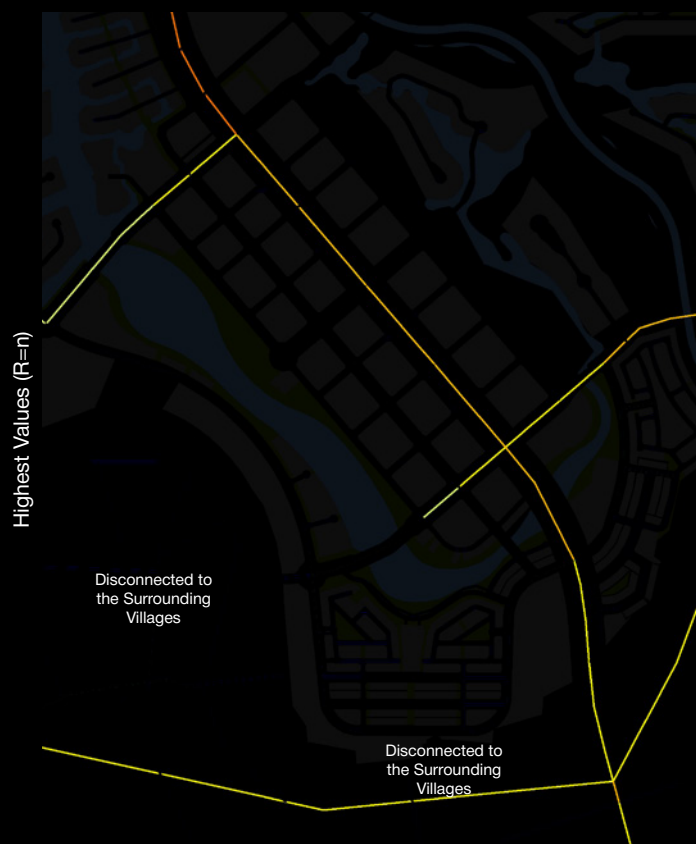 Highest Values (R=n)
Disconnected to
the Surrounding
Villages
Disconnected to
the Surrounding
Villages